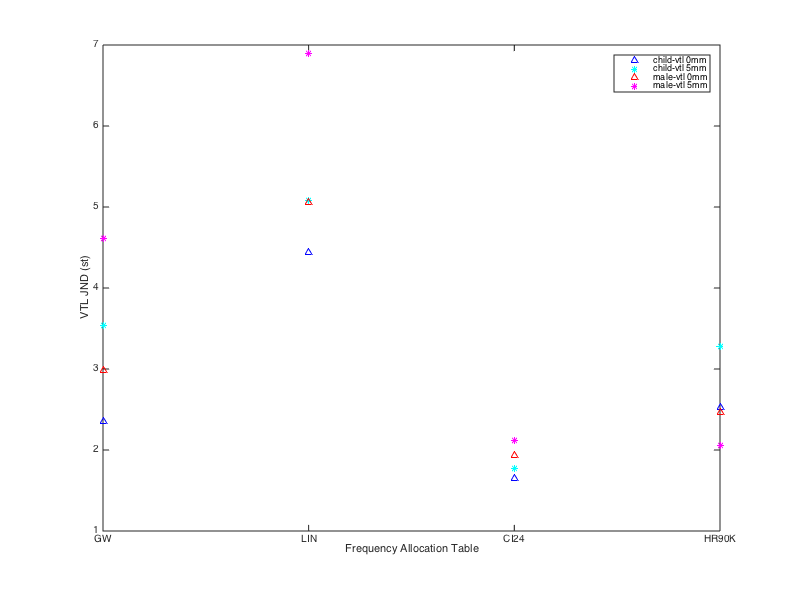 7
6
5
4
3
2
1
VTL JND (st)
GW
LIN
CI24
HR90K
Frequency Allocation Table
child-vtl 0mm
child-vtl 5mm
male-vtl 0mm
male-vtl 5mm